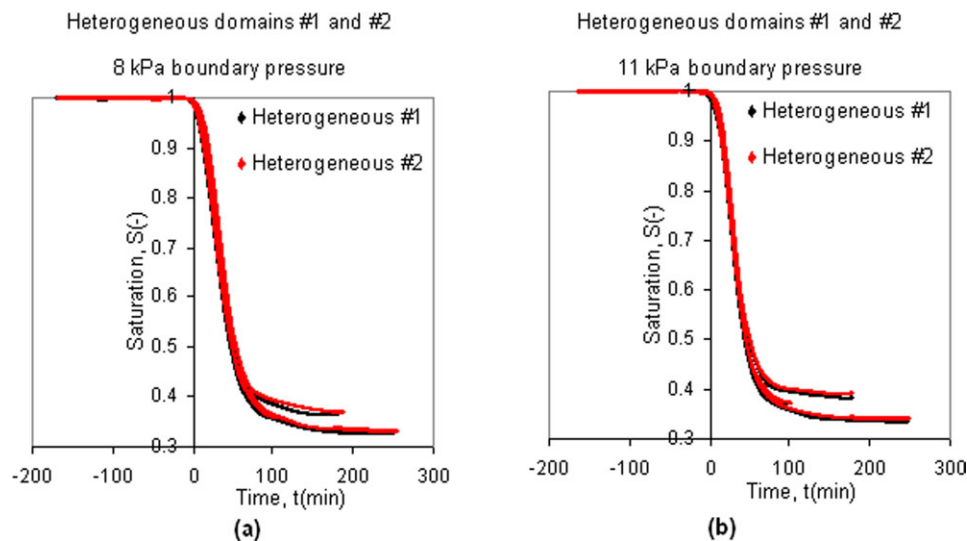 Heterogeneous domains #1 and #2
8 kPa boundary pressure
1
0.9
0.8
0.7
0.6
0.5
0.4
0.3
Saturation, S(-)
Heterogeneous #1
Heterogeneous #2
-200 -100 0 100 200 300
Time, t(min)
(a)
Heterogeneous domains #1 and #2
11 kPa boundary pressure
1
0.9
0.8
0.7
0.6
0.5
0.4
0.3
Saturation, S(-)
Heterogeneous #1
Heterogeneous #2
-200 -100 0 100 200 300
Time, t(min)
(b)